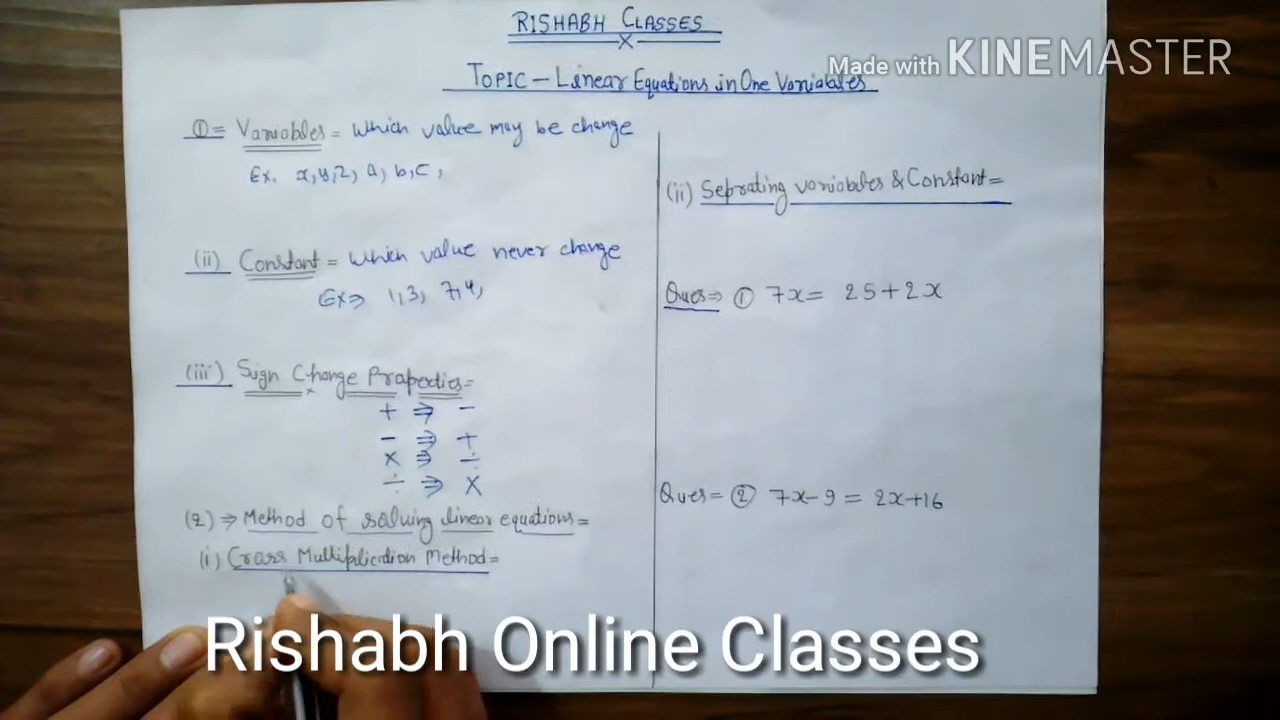 RISHABH CLASSES
Made with KINEMASTER
TOPIC - Linear Equations in One Variables
① = Variables = which value may be change
Ex. x, y, z, a, b, c,
(ii) Constant = which value never change
Ex ⇒ 1, 3, 7, 4,
(iii) Sign Change Properties =
+ ⇒ -
- ⇒ +
× ⇒ ÷
÷ ⇒ ×
(2) ⇒ Method of solving linear equations =
(i) Cross Multiplication Method =
(ii) Seprating variables & Constant =
Ques ⇒ ① 7x = 25 + 2x
Ques = ② 7x - 9 = 2x + 16
Rishabh Online Classes